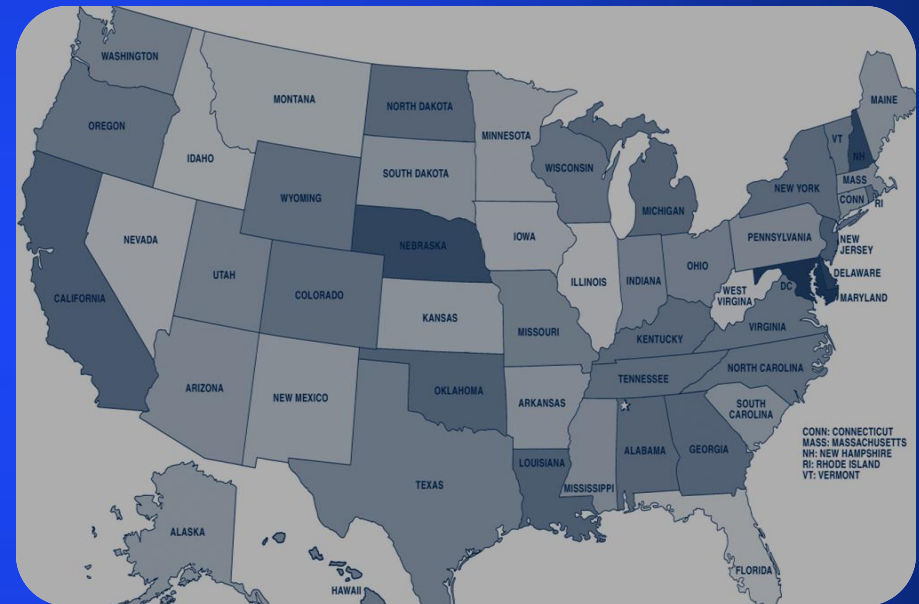 WASHINGTON
OREGON
IDAHO
MONTANA
NORTH DAKOTA
MINNESOTA
SOUTH DAKOTA
WYOMING
WISCONSIN
MICHIGAN
NEW YORK
VT
NH
MAINE
MASS
CONN
RI
NEVADA
UTAH
COLORADO
NEBRASKA
IOWA
ILLINOIS
INDIANA
OHIO
PENNSYLVANIA
NEW
JERSEY
DELAWARE
MARYLAND
DC
WEST
VIRGINA
VIRGINIA
CALIFORNIA
KANSAS
MISSOURI
KENTUCKY
ARIZONA
NEW MEXICO
OKLAHOMA
ARKANSAS
TENNESSEE
NORTH CAROLINA
SOUTH
CAROLINA
TEXAS
LOUISIANA
MISSISSIPPI
ALABAMA
GEORGIA
FLORIDA
ALASKA
HAWAII
CONN: CONNECTICUT
MASS: MASSACHUSETTS
NH: NEW HAMPSHIRE
RI: RHODE ISLAND
VT: VERMONT